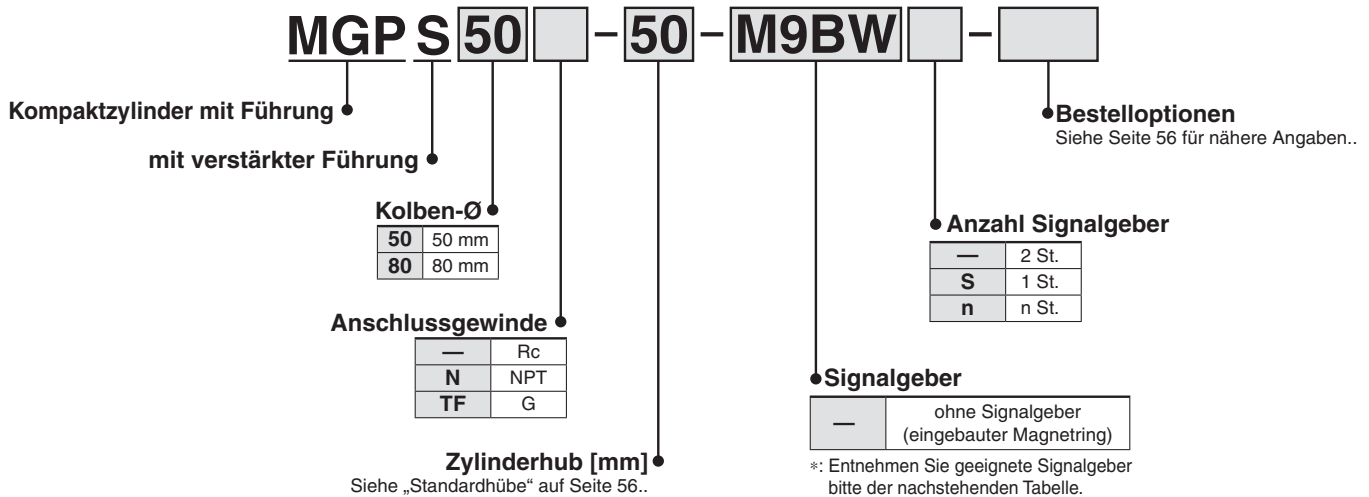 MGP S 50 – 50 – M9BW –
Kompaktzylinder mit Führung
mit verstärkter Führung
Kolben-Ø
50 50 mm
80 80 mm
Anschlussgewinde
— Rc
N NPT
TF G
Zylinderhub [mm]
Siehe „Standardhübe“ auf Seite 56..
Bestelloptionen
Siehe Seite 56 für nähere Angaben..
Anzahl Signalgeber
— 2 St.
S 1 St.
n n St.
Signalgeber
— ohne Signalgeber
(eingebauter Magnetring)
*: Entnehmen Sie geeignete Signalgeber
bitte der nachstehenden Tabelle.